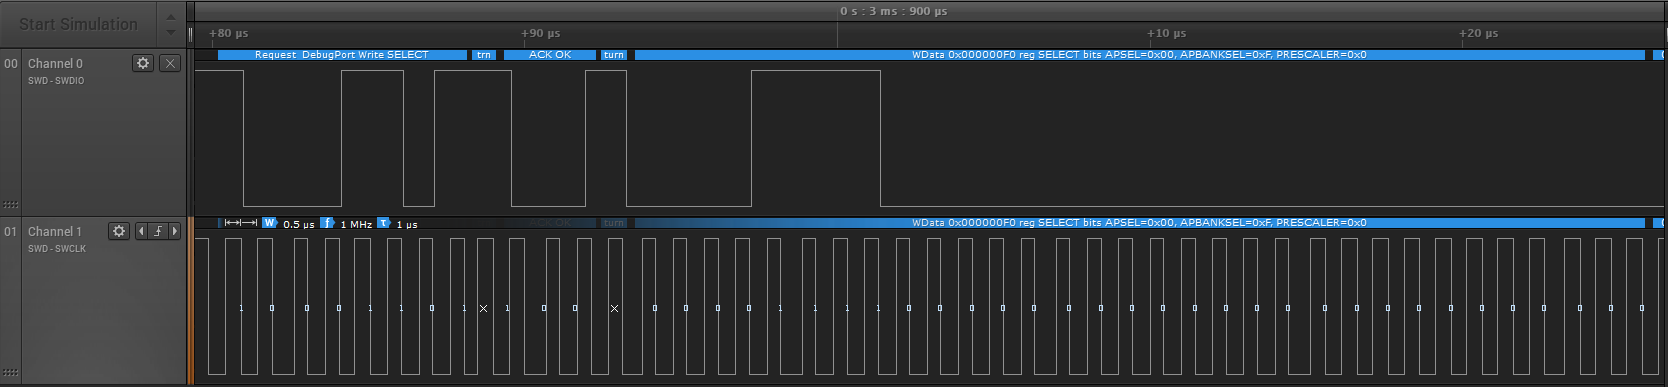 Start Simulation
0 s : 3 ms : 900 µs
+80 µs
+90 µs
+10 µs
+20 µs
00
Channel 0
SWD - SWDIO
Request DebugPort Write SELECT
trn
ACK OK
turn
WData 0x000000F0 reg SELECT bits APSEL=0x00, APBANKSEL=0xF, PRESCALER=0x0
01
Channel 1
SWD - SWCLK
W 0.5 µs f 1 MHz T 1 µs
ACK OK
turn
WData 0x000000F0 reg SELECT bits APSEL=0x00, APBANKSEL=0xF, PRESCALER=0x0
1 0 0 0 1 1 0 1 X 1 0 0 X 0 0 0 0 1 1 1 1 0 0 0 0 0 0 0 0 0 0 0 0 0 0 0 0 0 0 0 0 0 0 0 0